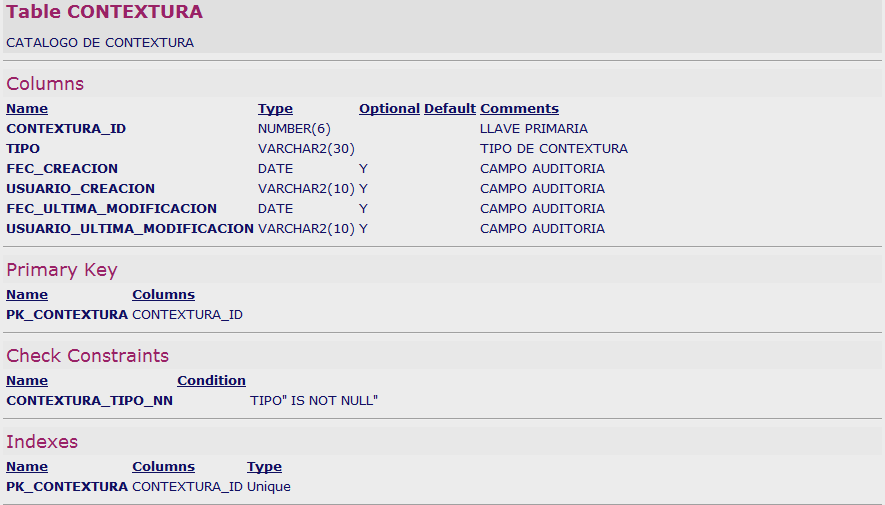 Table CONTEXTURA
CATALOGO DE CONTEXTURA
Columns
Name Type Optional Default Comments
CONTEXTURA_ID NUMBER(6) LLAVE PRIMARIA
TIPO VARCHAR2(30) TIPO DE CONTEXTURA
FEC_CREACION DATE Y CAMPO AUDITORIA
USUARIO_CREACION VARCHAR2(10) Y CAMPO AUDITORIA
FEC_ULTIMA_MODIFICACION DATE Y CAMPO AUDITORIA
USUARIO_ULTIMA_MODIFICACION VARCHAR2(10) Y CAMPO AUDITORIA
Primary Key
Name Columns
PK_CONTEXTURA CONTEXTURA_ID
Check Constraints
Name Condition
CONTEXTURA_TIPO_NN TIPO" IS NOT NULL"
Indexes
Name Columns Type
PK_CONTEXTURA CONTEXTURA_ID Unique